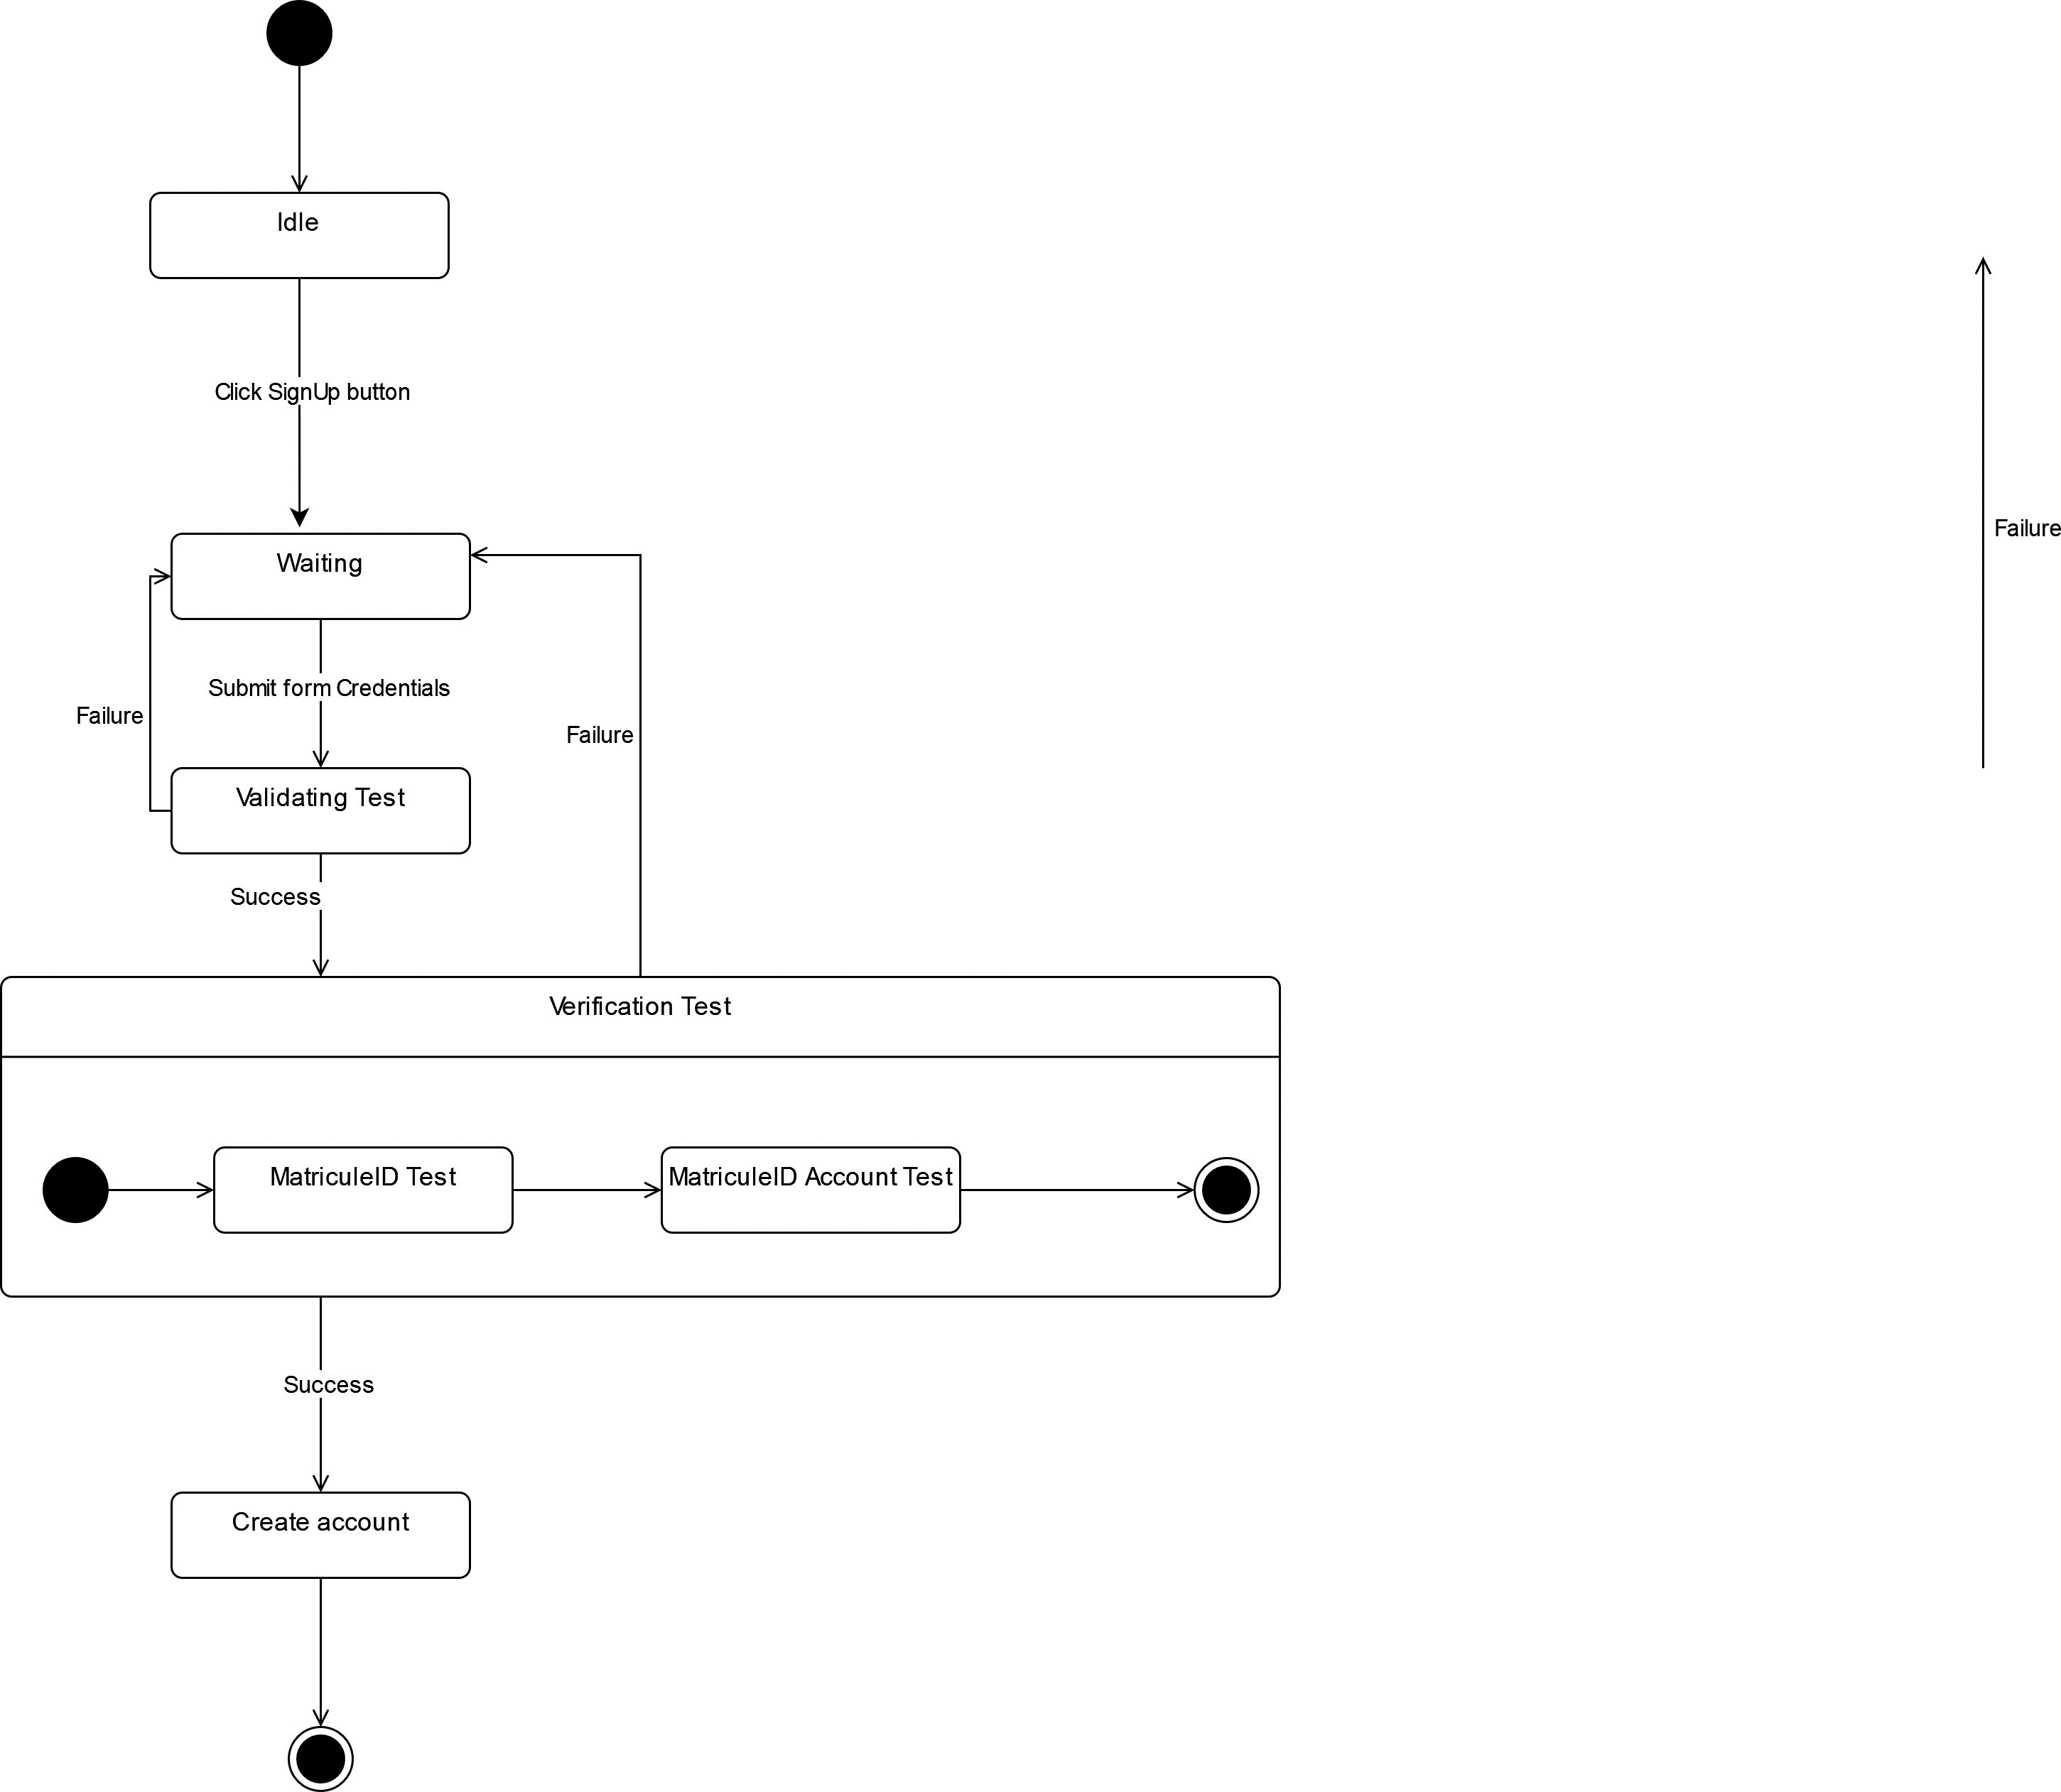 Idle
Click SignUp button
Failure
Waiting
Submit form Credentials
Failure
Failure
Validating Test
Success
Verification Test
MatriculeID Test
MatriculeID Account Test
Success
Create account